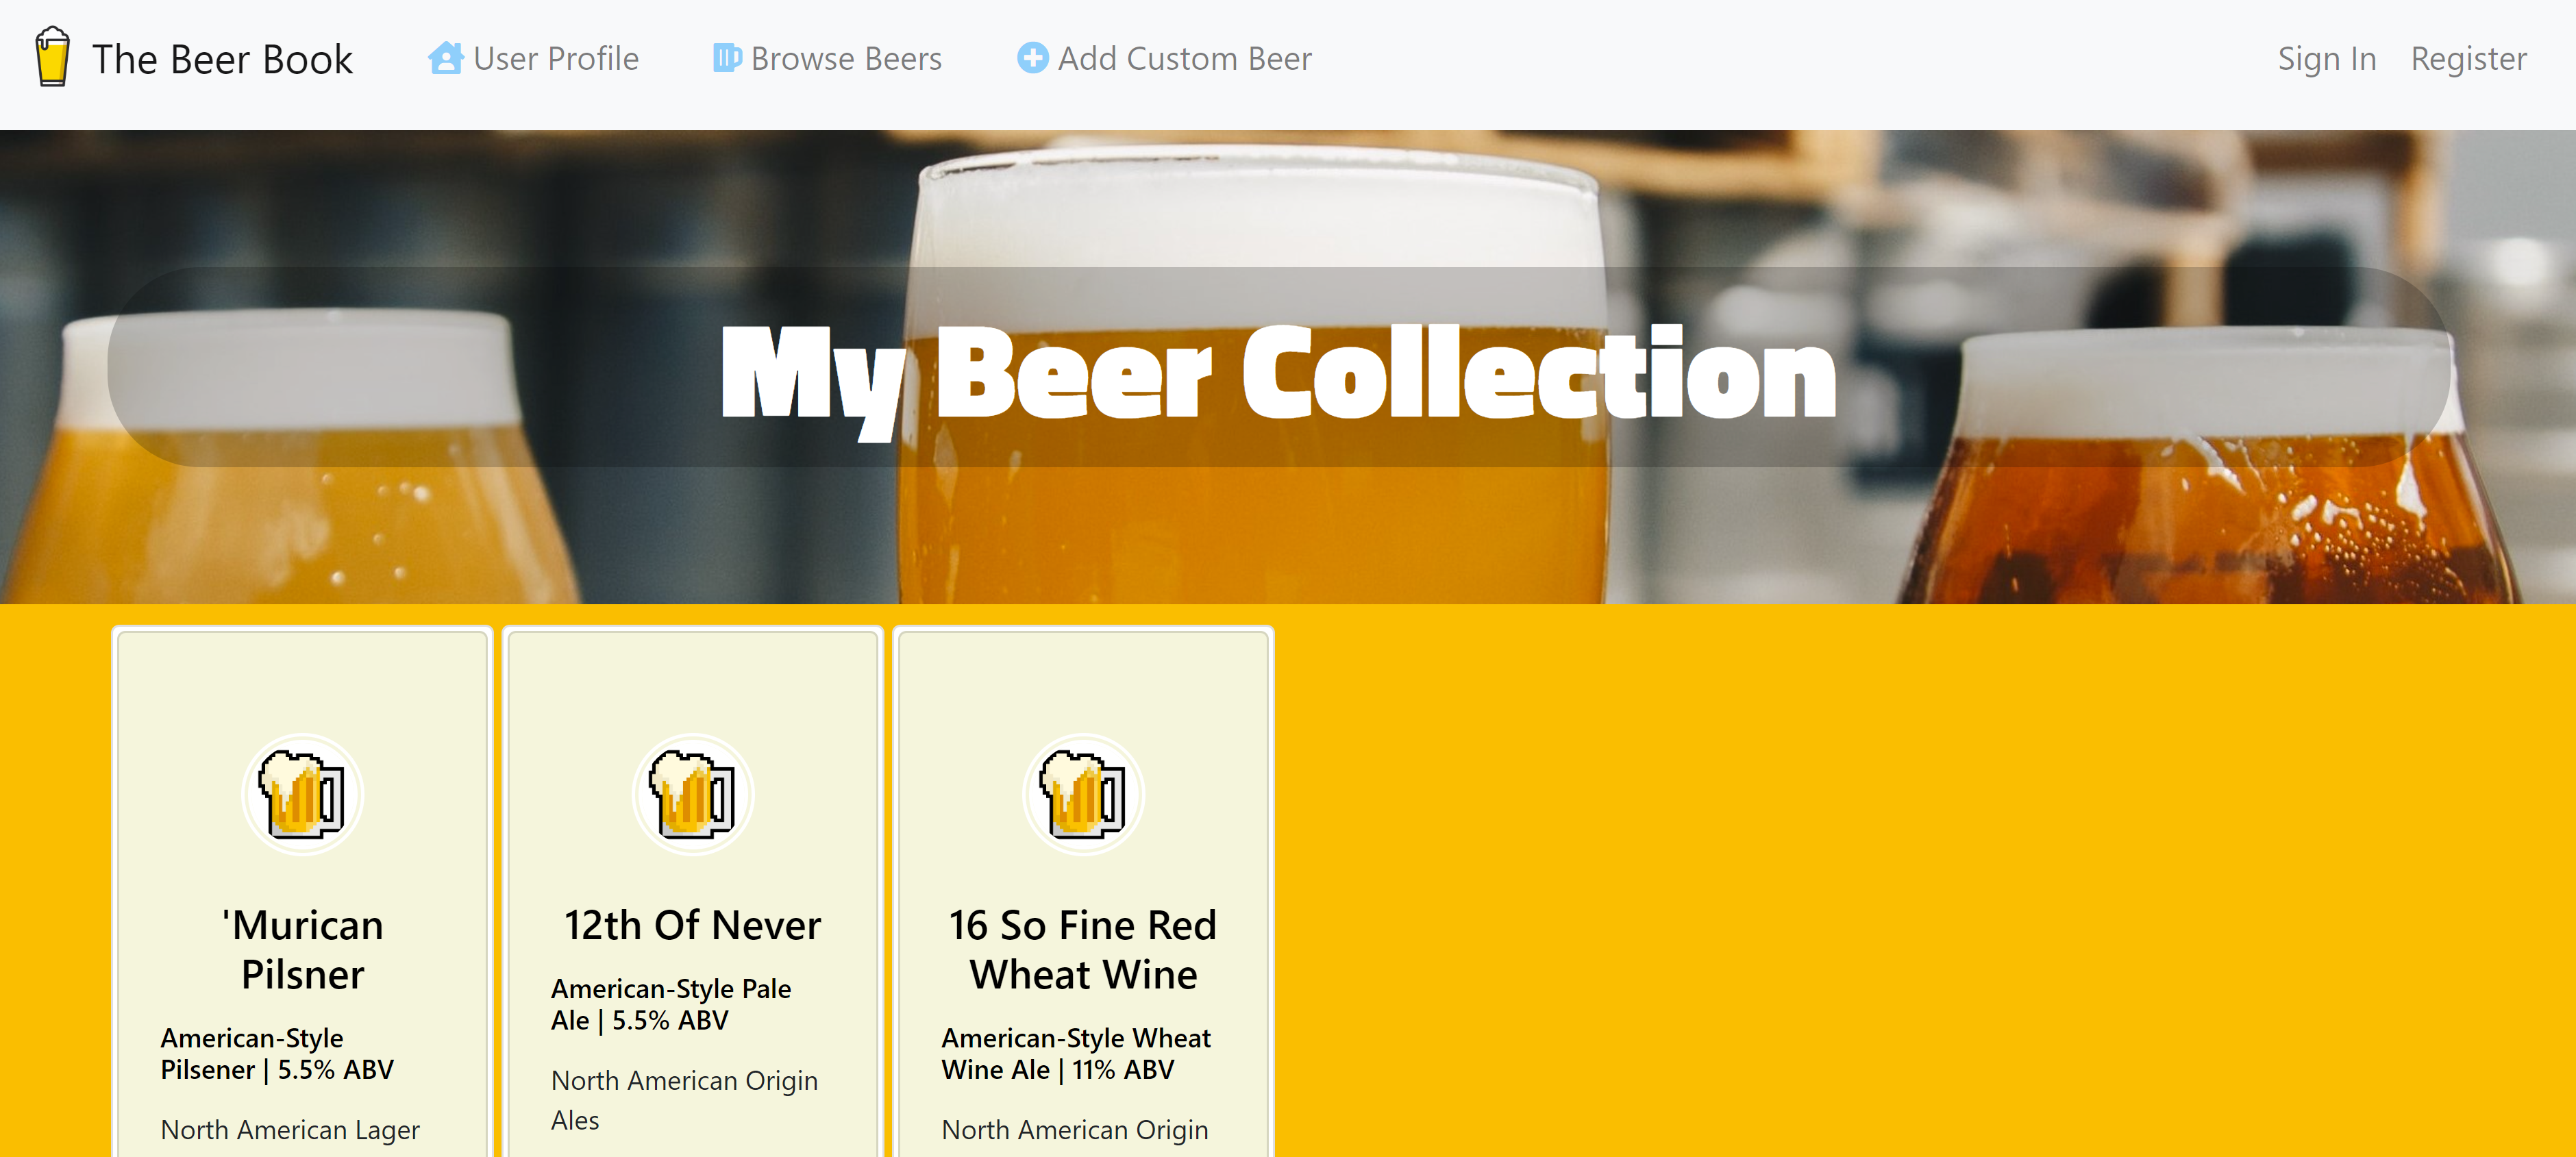 The Beer Book
User Profile
Browse Beers
Add Custom Beer
Sign In
Register
My Beer Collection
'Murican
Pilsner
American-Style
Pilsener | 5.5% ABV
North American Lager
12th Of Never
American-Style Pale
Ale | 5.5% ABV
North American Origin
Ales
16 So Fine Red
Wheat Wine
American-Style Wheat
Wine Ale | 11% ABV
North American Origin